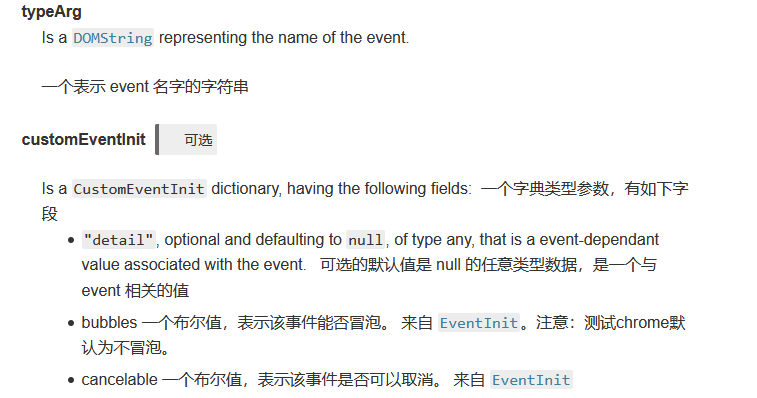 typeArg
Is a DOMString representing the name of the event.
一个表示 event 名字的字符串
customEventInit 可选
Is a CustomEventInit dictionary, having the following fields:  一个字典类型参数，有如下字
段
• "detail", optional and defaulting to null, of type any, that is a event-dependant
value associated with the event.   可选的默认值是 null 的任意类型数据，是一个与
event 相关的值
• bubbles 一个布尔值，表示该事件能否冒泡。 来自 EventInit。注意：测试chrome默
认为不冒泡。
• cancelable 一个布尔值，表示该事件是否可以取消。 来自 EventInit